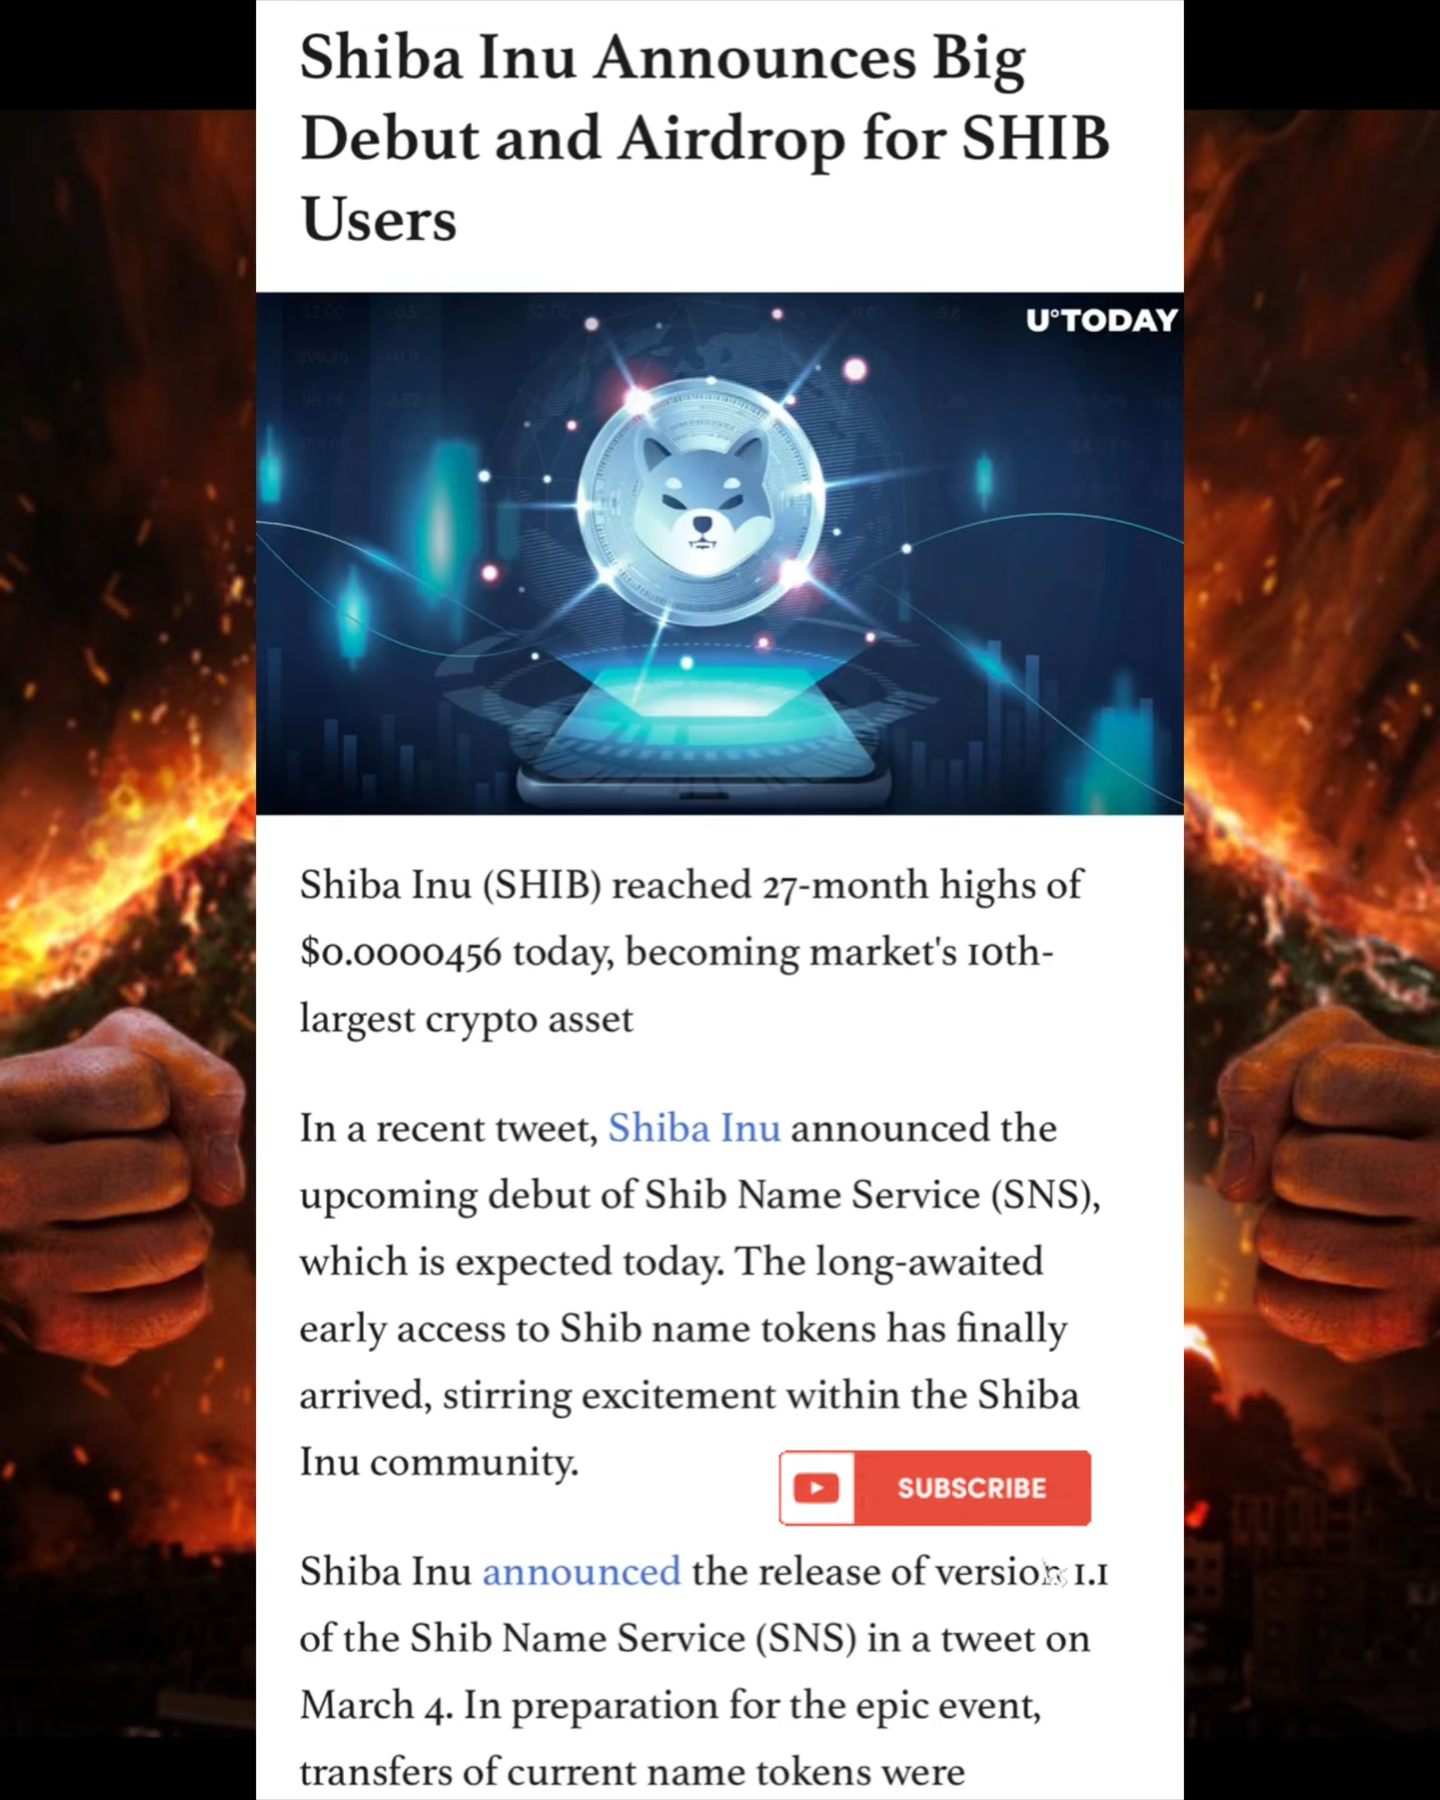 Shiba Inu Announces Big
Debut and Airdrop for SHIB
Users
U°TODAY
Shiba Inu (SHIB) reached 27-month highs of
$0.0000456 today, becoming market's 10th-
largest crypto asset
In a recent tweet, Shiba Inu announced the
upcoming debut of Shib Name Service (SNS),
which is expected today. The long-awaited
early access to Shib name tokens has finally
arrived, stirring excitement within the Shiba
Inu community.
SUBSCRIBE
Shiba Inu announced the release of version 1.1
of the Shib Name Service (SNS) in a tweet on
March 4. In preparation for the epic event,
transfers of current name tokens were